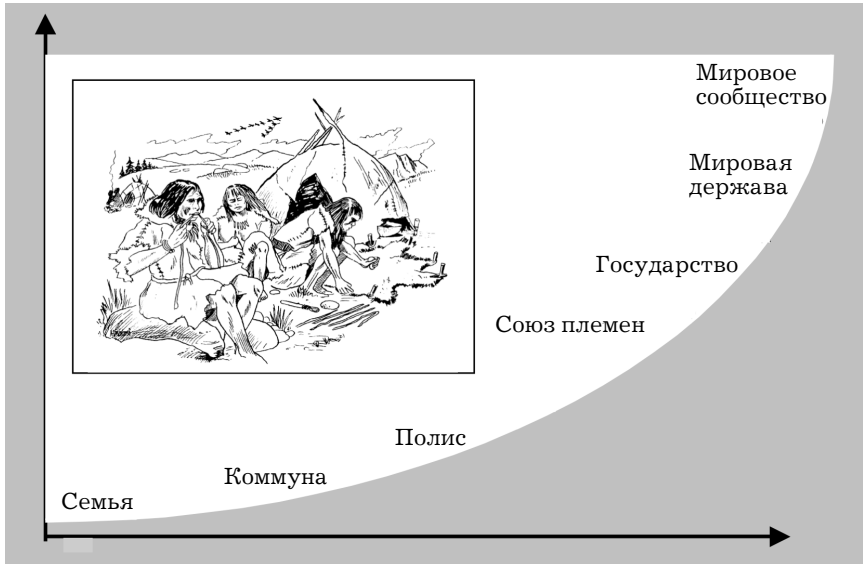 Мировое
сообщество
Мировая
держава
Государство
Союз племен
Полис
Коммуна
Семья